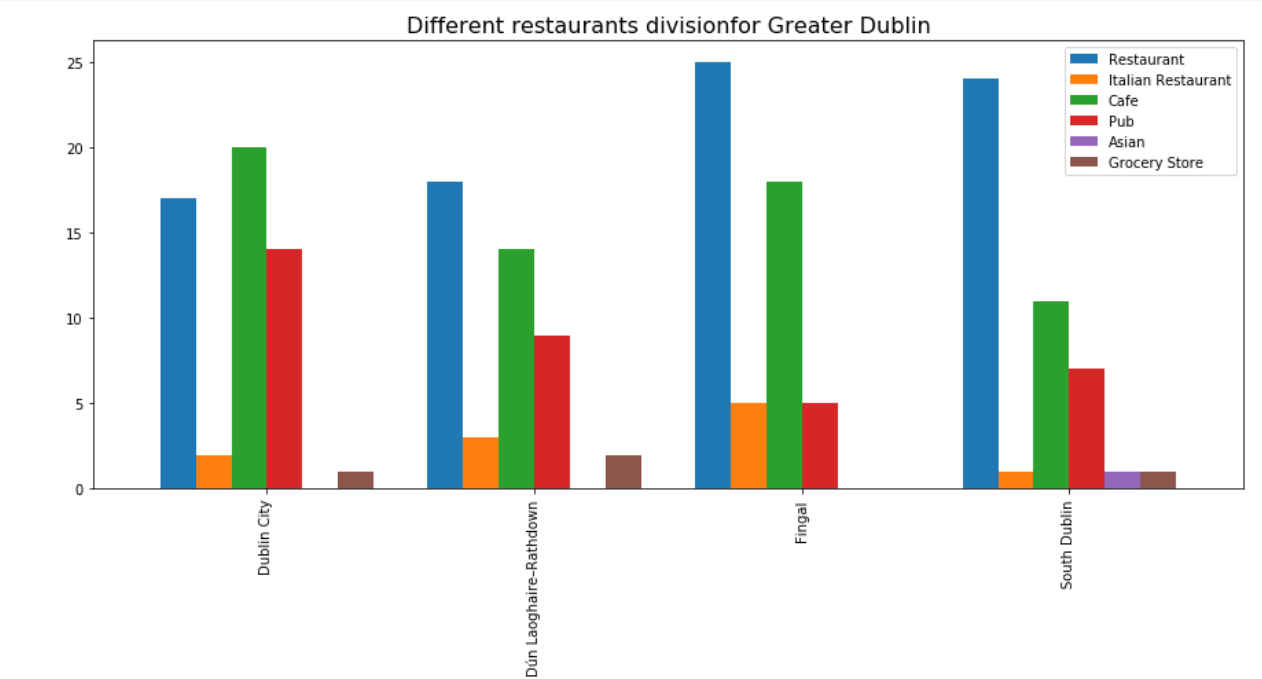 Different restaurants divisionfor Greater Dublin
25
20
15
10
5
0
Restaurant
Italian Restaurant
Cafe
Pub
Asian
Grocery Store
Dublin City
Dún Laoghaire–Rathdown
Fingal
South Dublin